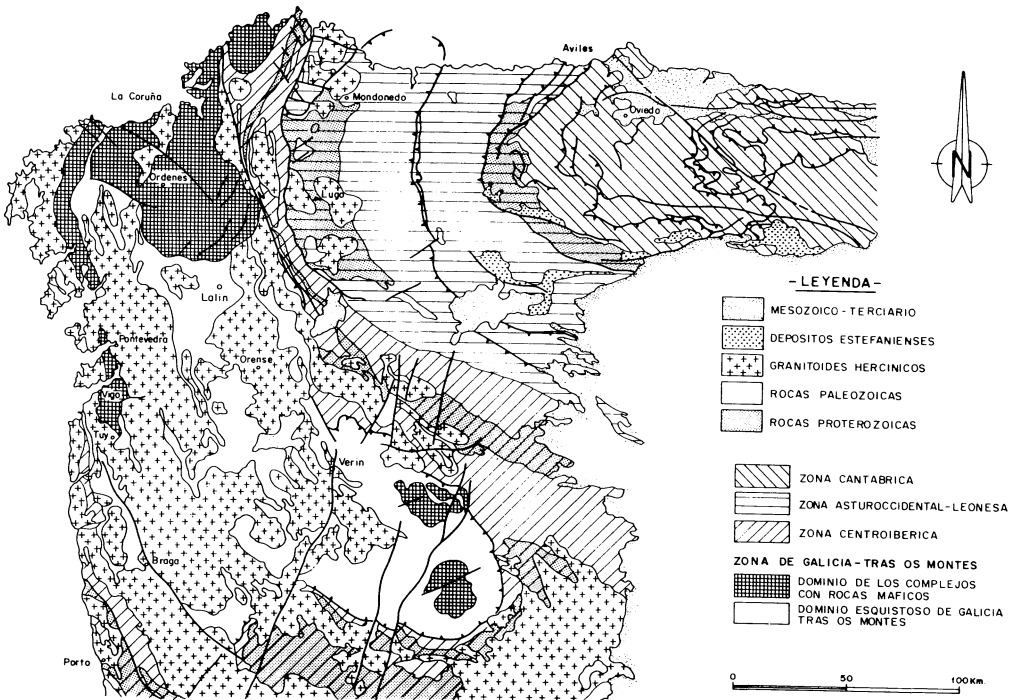 Aviles
La Coruña
Mondonedo
Oviedo
Ordenes
Lugo
N
Lalin
Pontevedra
Orense
Vigo
Tuy
Verin
Braga
Porto
- LEYENDA -
MESOZOICO - TERCIARIO
DEPOSITOS ESTEFANIENSES
GRANITOIDES HERCINICOS
ROCAS PALEOZOICAS
ROCAS PROTEROZOICAS
ZONA CANTABRICA
ZONA ASTUROCCIDENTAL-LEONESA
ZONA CENTROIBERICA
ZONA DE GALICIA-TRAS OS MONTES
DOMINIO DE LOS COMPLEJOS
CON ROCAS MAFICOS
DOMINIO ESQUISTOSO DE GALICIA
TRAS OS MONTES
0 50 100 Km.